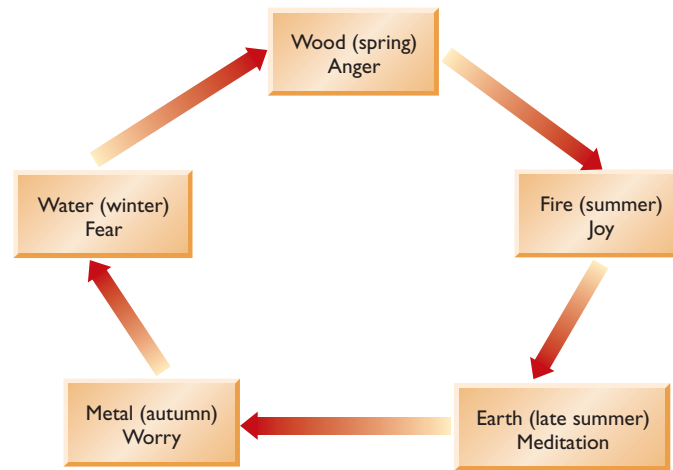 Wood (spring)
Anger
Fire (summer)
Joy
Earth (late summer)
Meditation
Metal (autumn)
Worry
Water (winter)
Fear